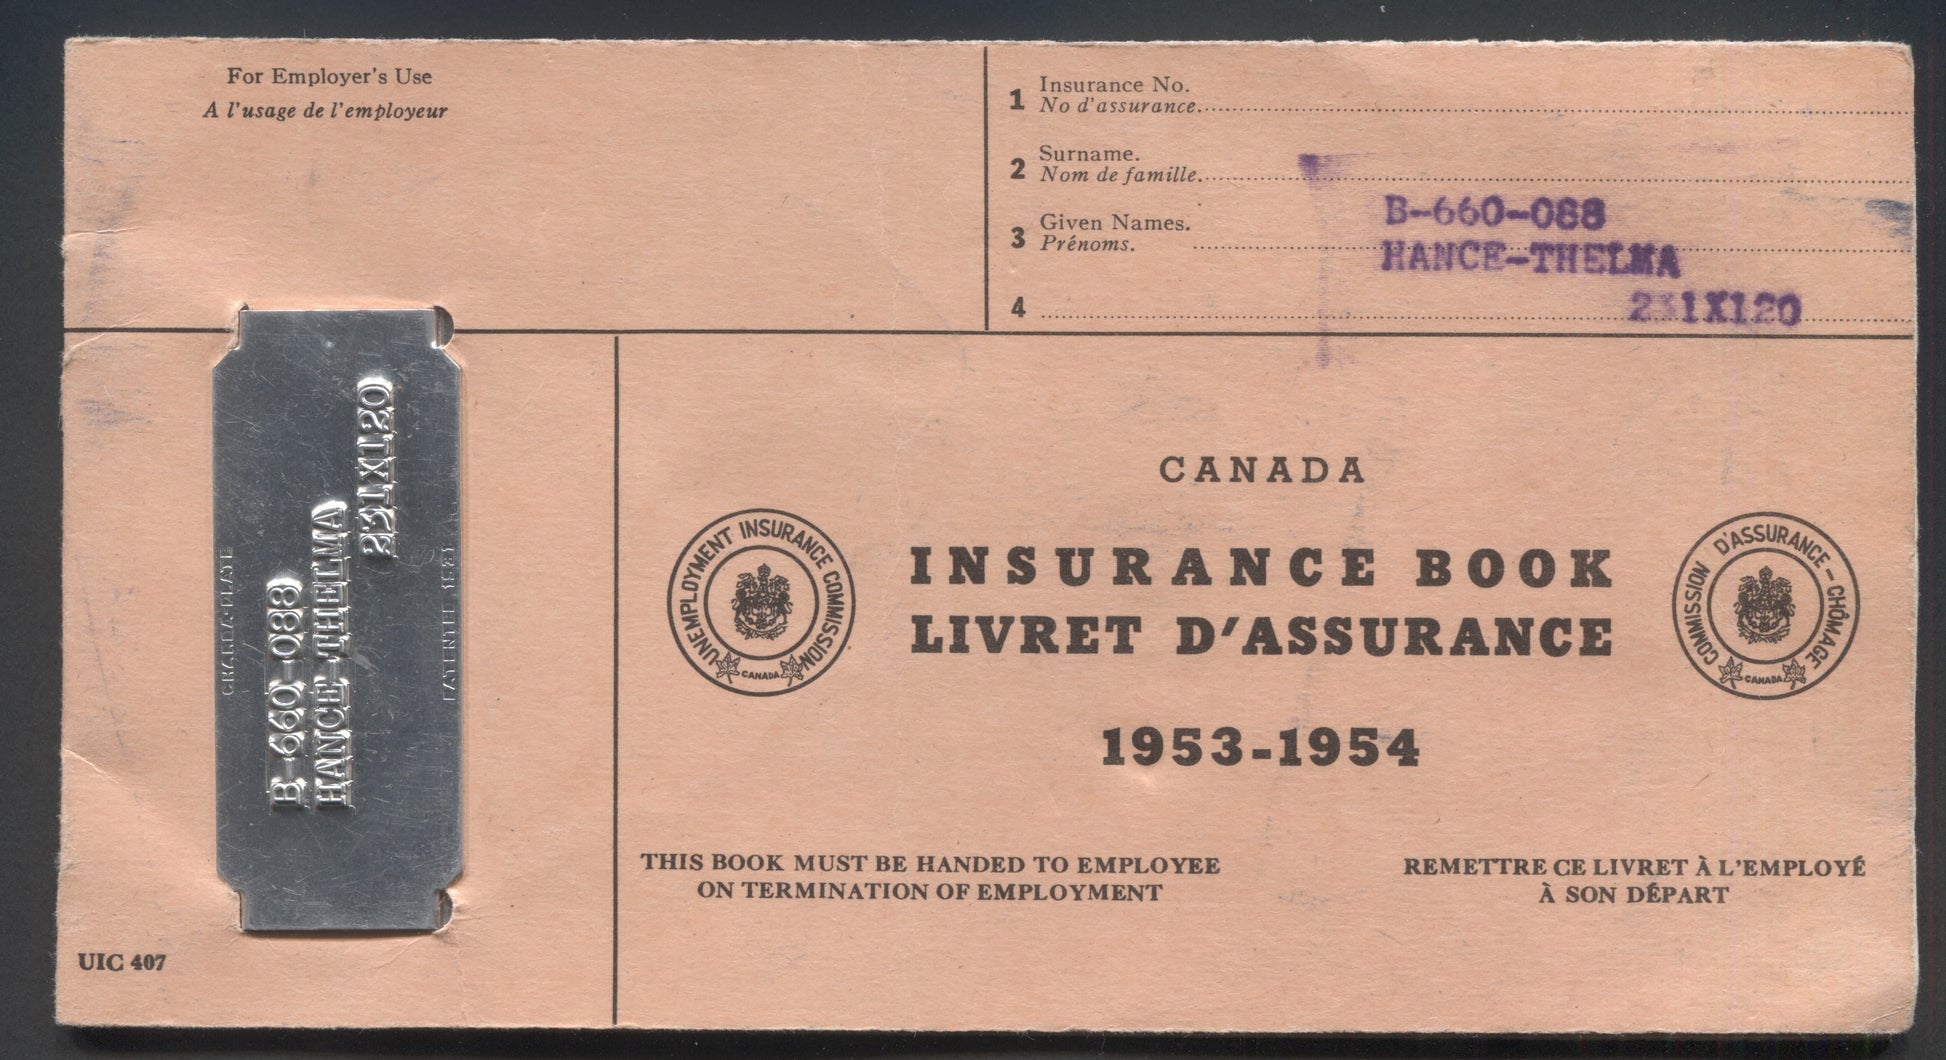 For Employer's Use
A l'usage de l'employeur
1 Insurance No.
No d'assurance.
2 Surname.
Nom de famille.
3 Given Names.
Prénoms.
4
B-660-088
HANCE-THELMA
231X120
B-660-088
HANCE-THELMA
231X120
CANADA
UNEMPLOYMENT INSURANCE COMMISSION
CANADA
INSURANCE BOOK
LIVRET D'ASSURANCE
COMMISSION D'ASSURANCE-CHÔMAGE
CANADA
1953-1954
THIS BOOK MUST BE HANDED TO EMPLOYEE
ON TERMINATION OF EMPLOYMENT
REMETTRE CE LIVRET À L'EMPLOYÉ
À SON DÉPART
UIC 407